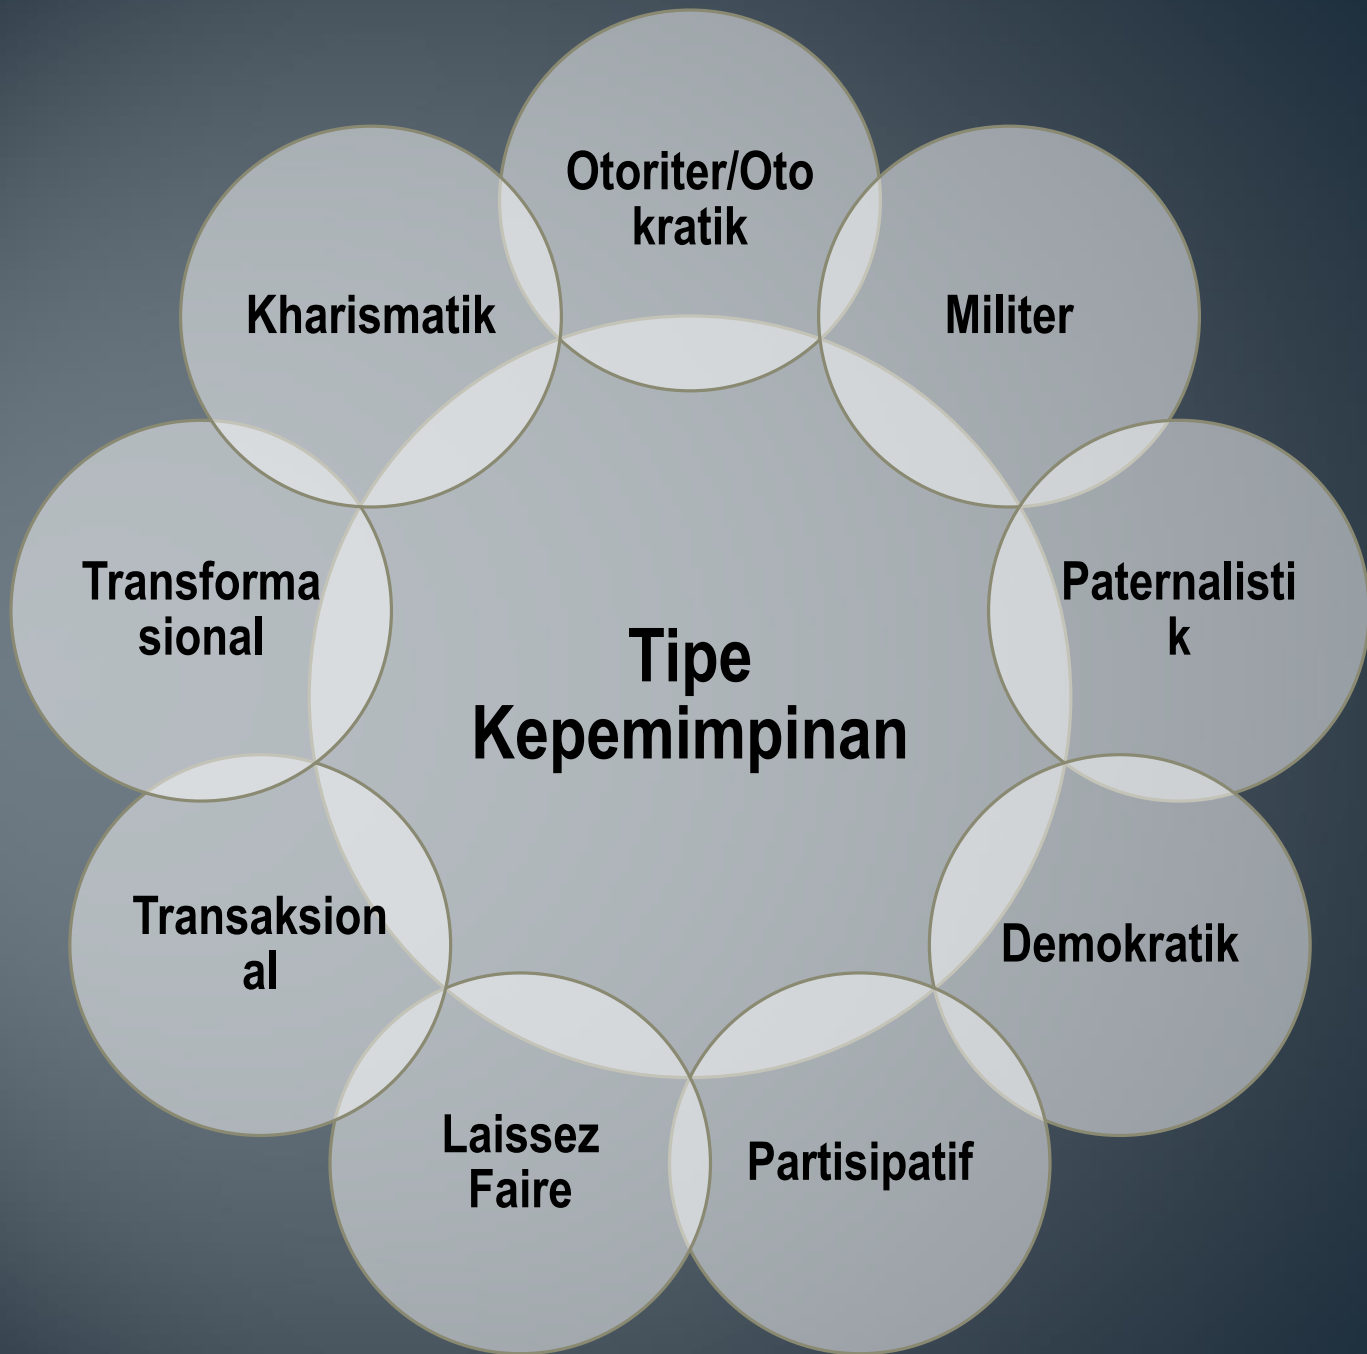 Otoriter/Oto
kratik
Kharismatik
Militer
Transforma
sional
Paternalisti
k
Tipe
Kepemimpinan
Transaksion
al
Demokratik
Laissez
Faire
Partisipatif